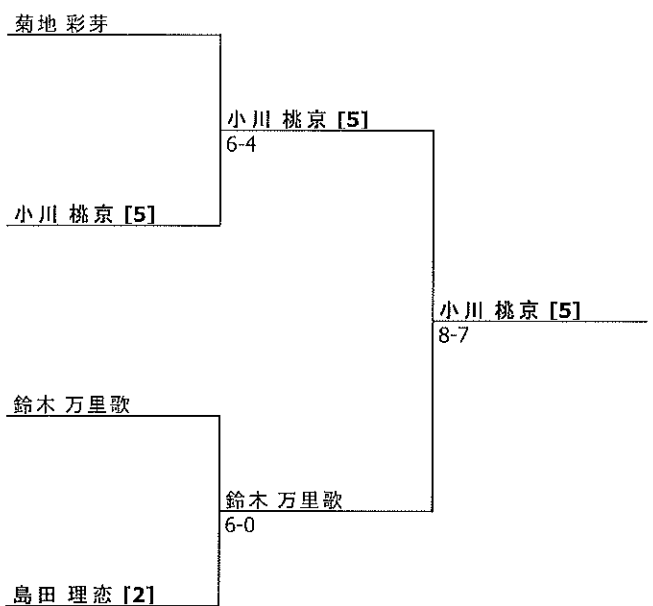 菊地 彩芽
小川 桃京 [5]
6-4
小川 桃京 [5]
小川 桃京 [5]
8-7
鈴木 万里歌
鈴木 万里歌
6-0
島田 理恋 [2]